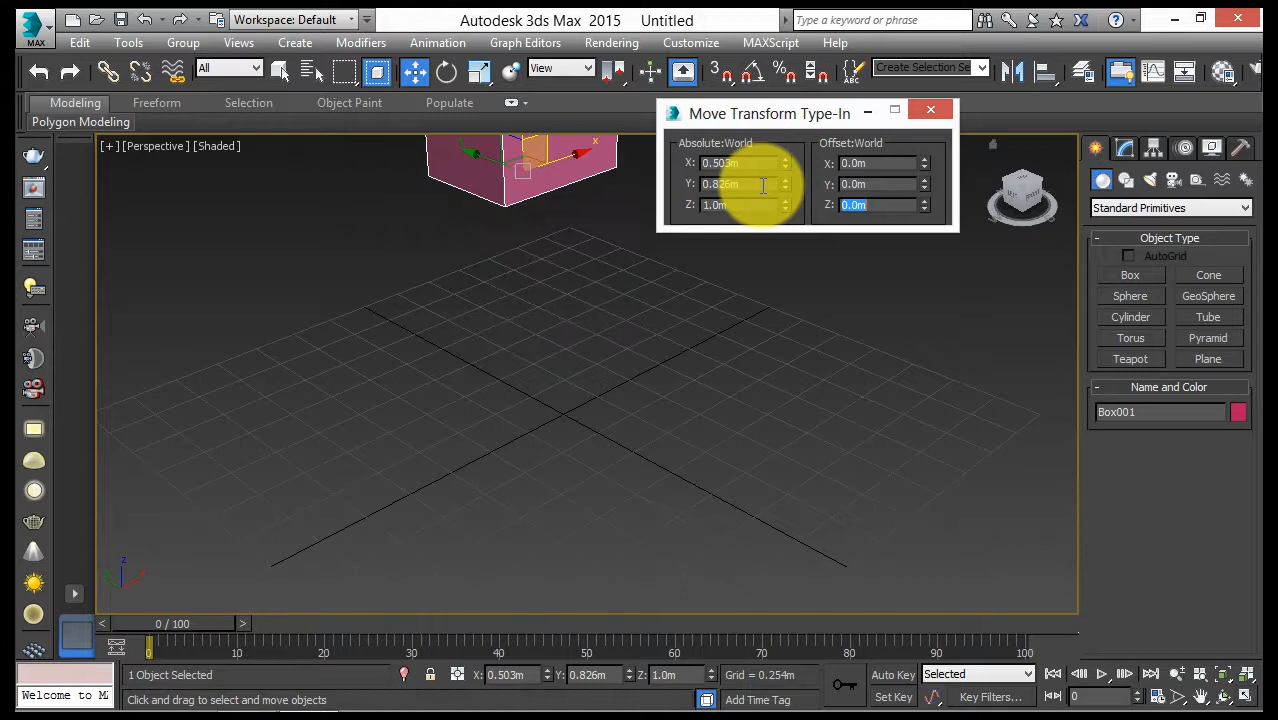 MAX
Workspace: Default
Autodesk 3ds Max 2015 Untitled
Type a keyword or phrase
Edit Tools Group Views Create Modifiers Animation Graph Editors Rendering Customize MAXScript Help
All
View
Create Selection Se
Modeling Freeform Selection Object Paint Populate
Polygon Modeling
[+] [Perspective] [Shaded]
Move Transform Type-In
Absolute:World Offset:World
X: 0.503m X: 0.0m
Y: 0.826m Y: 0.0m
Z: 1.0m Z: 0.0m
x
Standard Primitives
- Object Type
AutoGrid
Box Cone
Sphere GeoSphere
Cylinder Tube
Torus Pyramid
Teapot Plane
- Name and Color
Box001
z
x
0 / 100
0 10 20 30 40 50 60 70 80 90 100
1 Object Selected
X: 0.503m Y: 0.826m Z: 1.0m
Grid = 0.254m
Auto Key
Selected
Welcome to MA
Click and drag to select and move objects
Add Time Tag
Set Key
Key Filters...
0